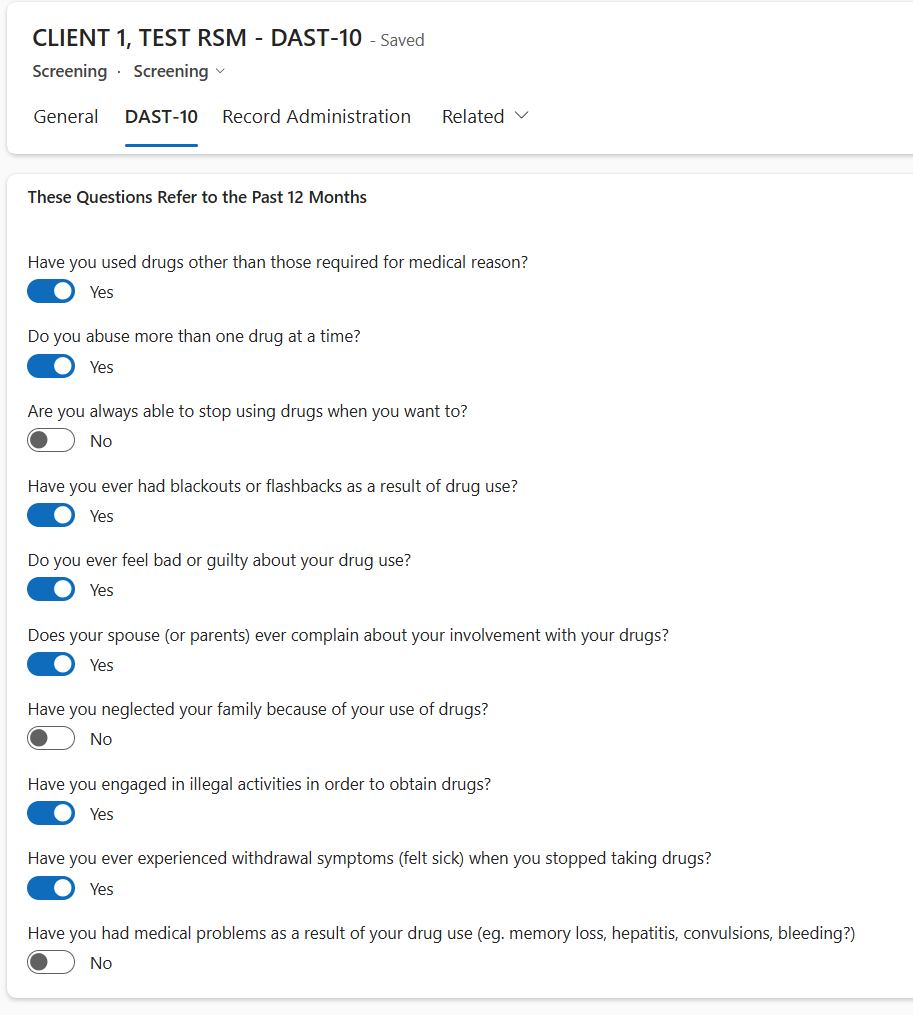 CLIENT 1, TEST RSM - DAST-10 - Saved
Screening · Screening
General DAST-10 Record Administration Related
These Questions Refer to the Past 12 Months
Have you used drugs other than those required for medical reason?
Yes
Do you abuse more than one drug at a time?
Yes
Are you always able to stop using drugs when you want to?
No
Have you ever had blackouts or flashbacks as a result of drug use?
Yes
Do you ever feel bad or guilty about your drug use?
Yes
Does your spouse (or parents) ever complain about your involvement with your drugs?
Yes
Have you neglected your family because of your use of drugs?
No
Have you engaged in illegal activities in order to obtain drugs?
Yes
Have you ever experienced withdrawal symptoms (felt sick) when you stopped taking drugs?
Yes
Have you had medical problems as a result of your drug use (eg. memory loss, hepatitis, convulsions, bleeding?)
No